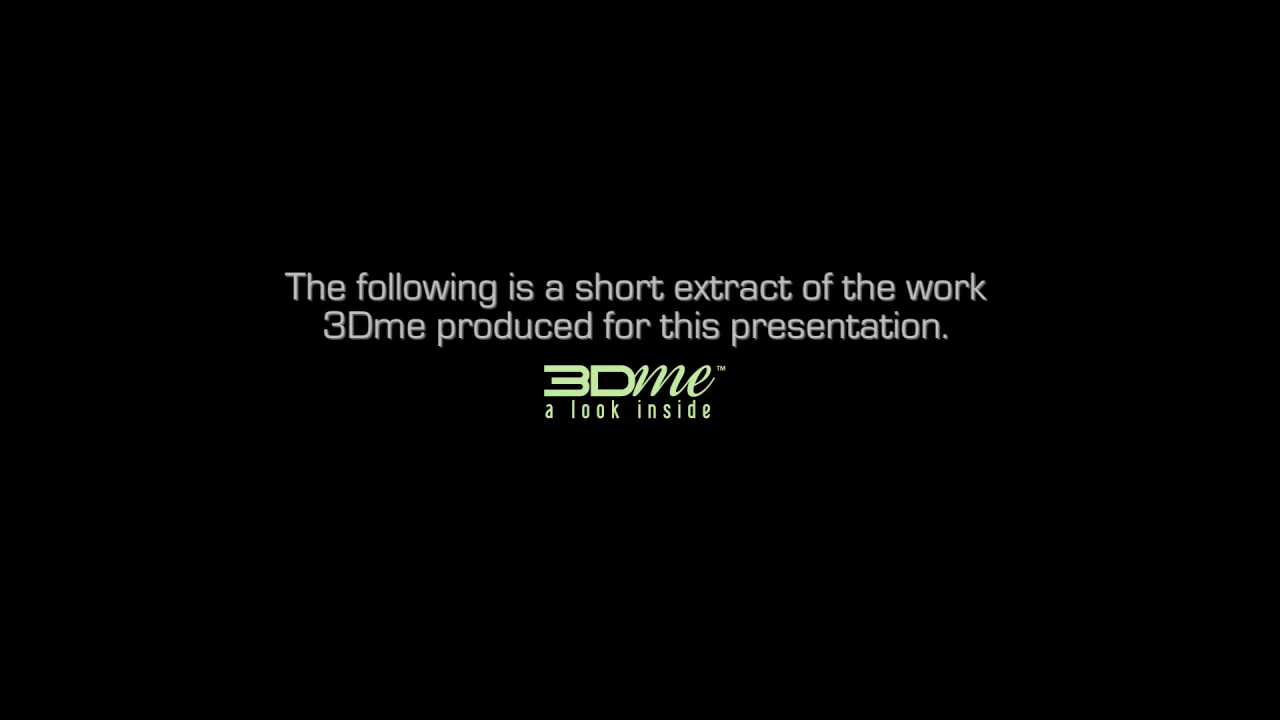 The following is a short extract of the work
3Dme produced for this presentation.
3Dme™
a look inside